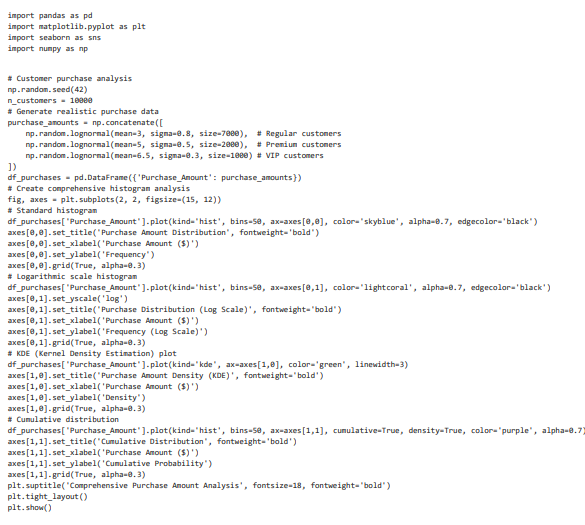 import pandas as pd
import matplotlib.pyplot as plt
import seaborn as sns
import numpy as np
# Customer purchase analysis
np.random.seed(42)
n_customers = 10000
# Generate realistic purchase data
purchase_amounts = np.concatenate([
    np.random.lognormal(mean=3, sigma=0.8, size=7000),  # Regular customers
    np.random.lognormal(mean=5, sigma=0.5, size=2000),  # Premium customers
    np.random.lognormal(mean=6.5, sigma=0.3, size=1000) # VIP customers
])
df_purchases = pd.DataFrame({'Purchase_Amount': purchase_amounts})
# Create comprehensive histogram analysis
fig, axes = plt.subplots(2, 2, figsize=(15, 12))
# Standard histogram
df_purchases['Purchase_Amount'].plot(kind='hist', bins=50, ax=axes[0,0], color='skyblue', alpha=0.7, edgecolor='black')
axes[0,0].set_title('Purchase Amount Distribution', fontweight='bold')
axes[0,0].set_xlabel('Purchase Amount ($)')
axes[0,0].set_ylabel('Frequency')
axes[0,0].grid(True, alpha=0.3)
# Logarithmic scale histogram
df_purchases['Purchase_Amount'].plot(kind='hist', bins=50, ax=axes[0,1], color='lightcoral', alpha=0.7, edgecolor='black')
axes[0,1].set_yscale('log')
axes[0,1].set_title('Purchase Distribution (Log Scale)', fontweight='bold')
axes[0,1].set_xlabel('Purchase Amount ($)')
axes[0,1].set_ylabel('Frequency (Log Scale)')
axes[0,1].grid(True, alpha=0.3)
# KDE (Kernel Density Estimation) plot
df_purchases['Purchase_Amount'].plot(kind='kde', ax=axes[1,0], color='green', linewidth=3)
axes[1,0].set_title('Purchase Amount Density (KDE)', fontweight='bold')
axes[1,0].set_xlabel('Purchase Amount ($)')
axes[1,0].set_ylabel('Density')
axes[1,0].grid(True, alpha=0.3)
# Cumulative distribution
df_purchases['Purchase_Amount'].plot(kind='hist', bins=50, ax=axes[1,1], cumulative=True, density=True, color='purple', alpha=0.7)
axes[1,1].set_title('Cumulative Distribution', fontweight='bold')
axes[1,1].set_xlabel('Purchase Amount ($)')
axes[1,1].set_ylabel('Cumulative Probability')
axes[1,1].grid(True, alpha=0.3)
plt.suptitle('Comprehensive Purchase Amount Analysis', fontsize=18, fontweight='bold')
plt.tight_layout()
plt.show()